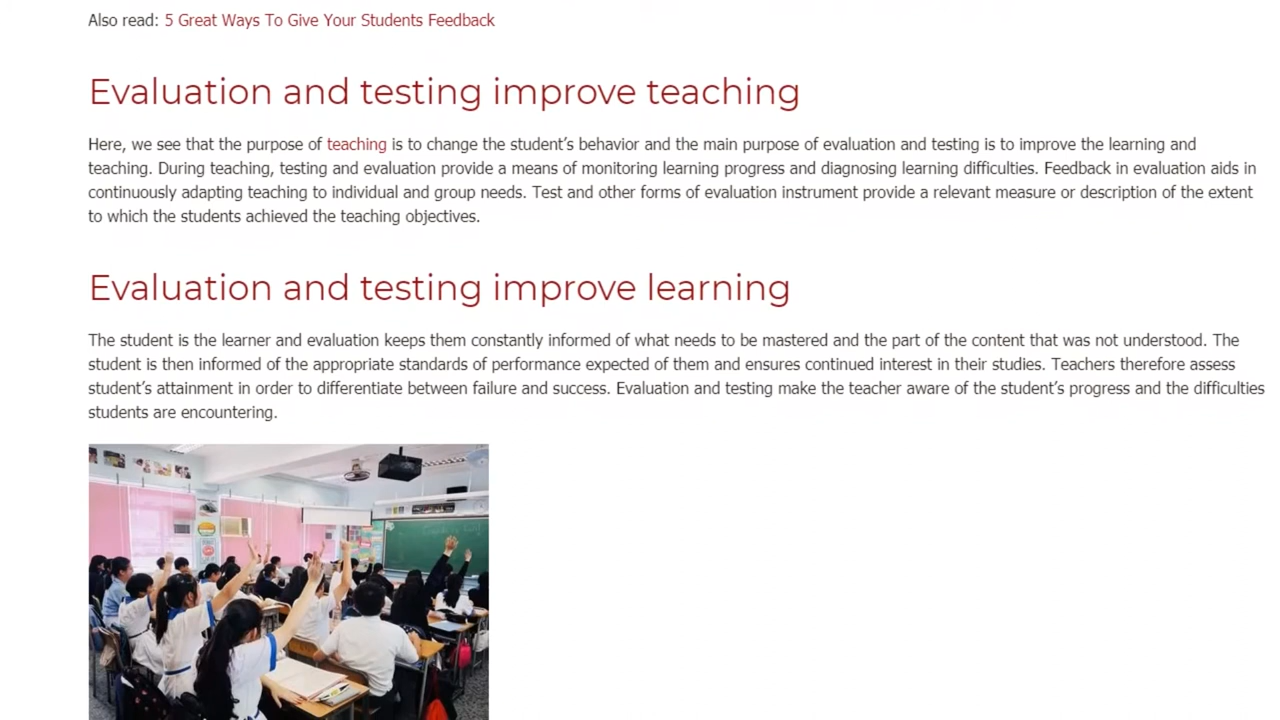 Also read: 5 Great Ways To Give Your Students Feedback
Evaluation and testing improve teaching
Here, we see that the purpose of teaching is to change the student’s behavior and the main purpose of evaluation and testing is to improve the learning and
teaching. During teaching, testing and evaluation provide a means of monitoring learning progress and diagnosing learning difficulties. Feedback in evaluation aids in
continuously adapting teaching to individual and group needs. Test and other forms of evaluation instrument provide a relevant measure or description of the extent
to which the students achieved the teaching objectives.
Evaluation and testing improve learning
The student is the learner and evaluation keeps them constantly informed of what needs to be mastered and the part of the content that was not understood. The
student is then informed of the appropriate standards of performance expected of them and ensures continued interest in their studies. Teachers therefore assess
student’s attainment in order to differentiate between failure and success. Evaluation and testing make the teacher aware of the student’s progress and the difficulties
students are encountering.